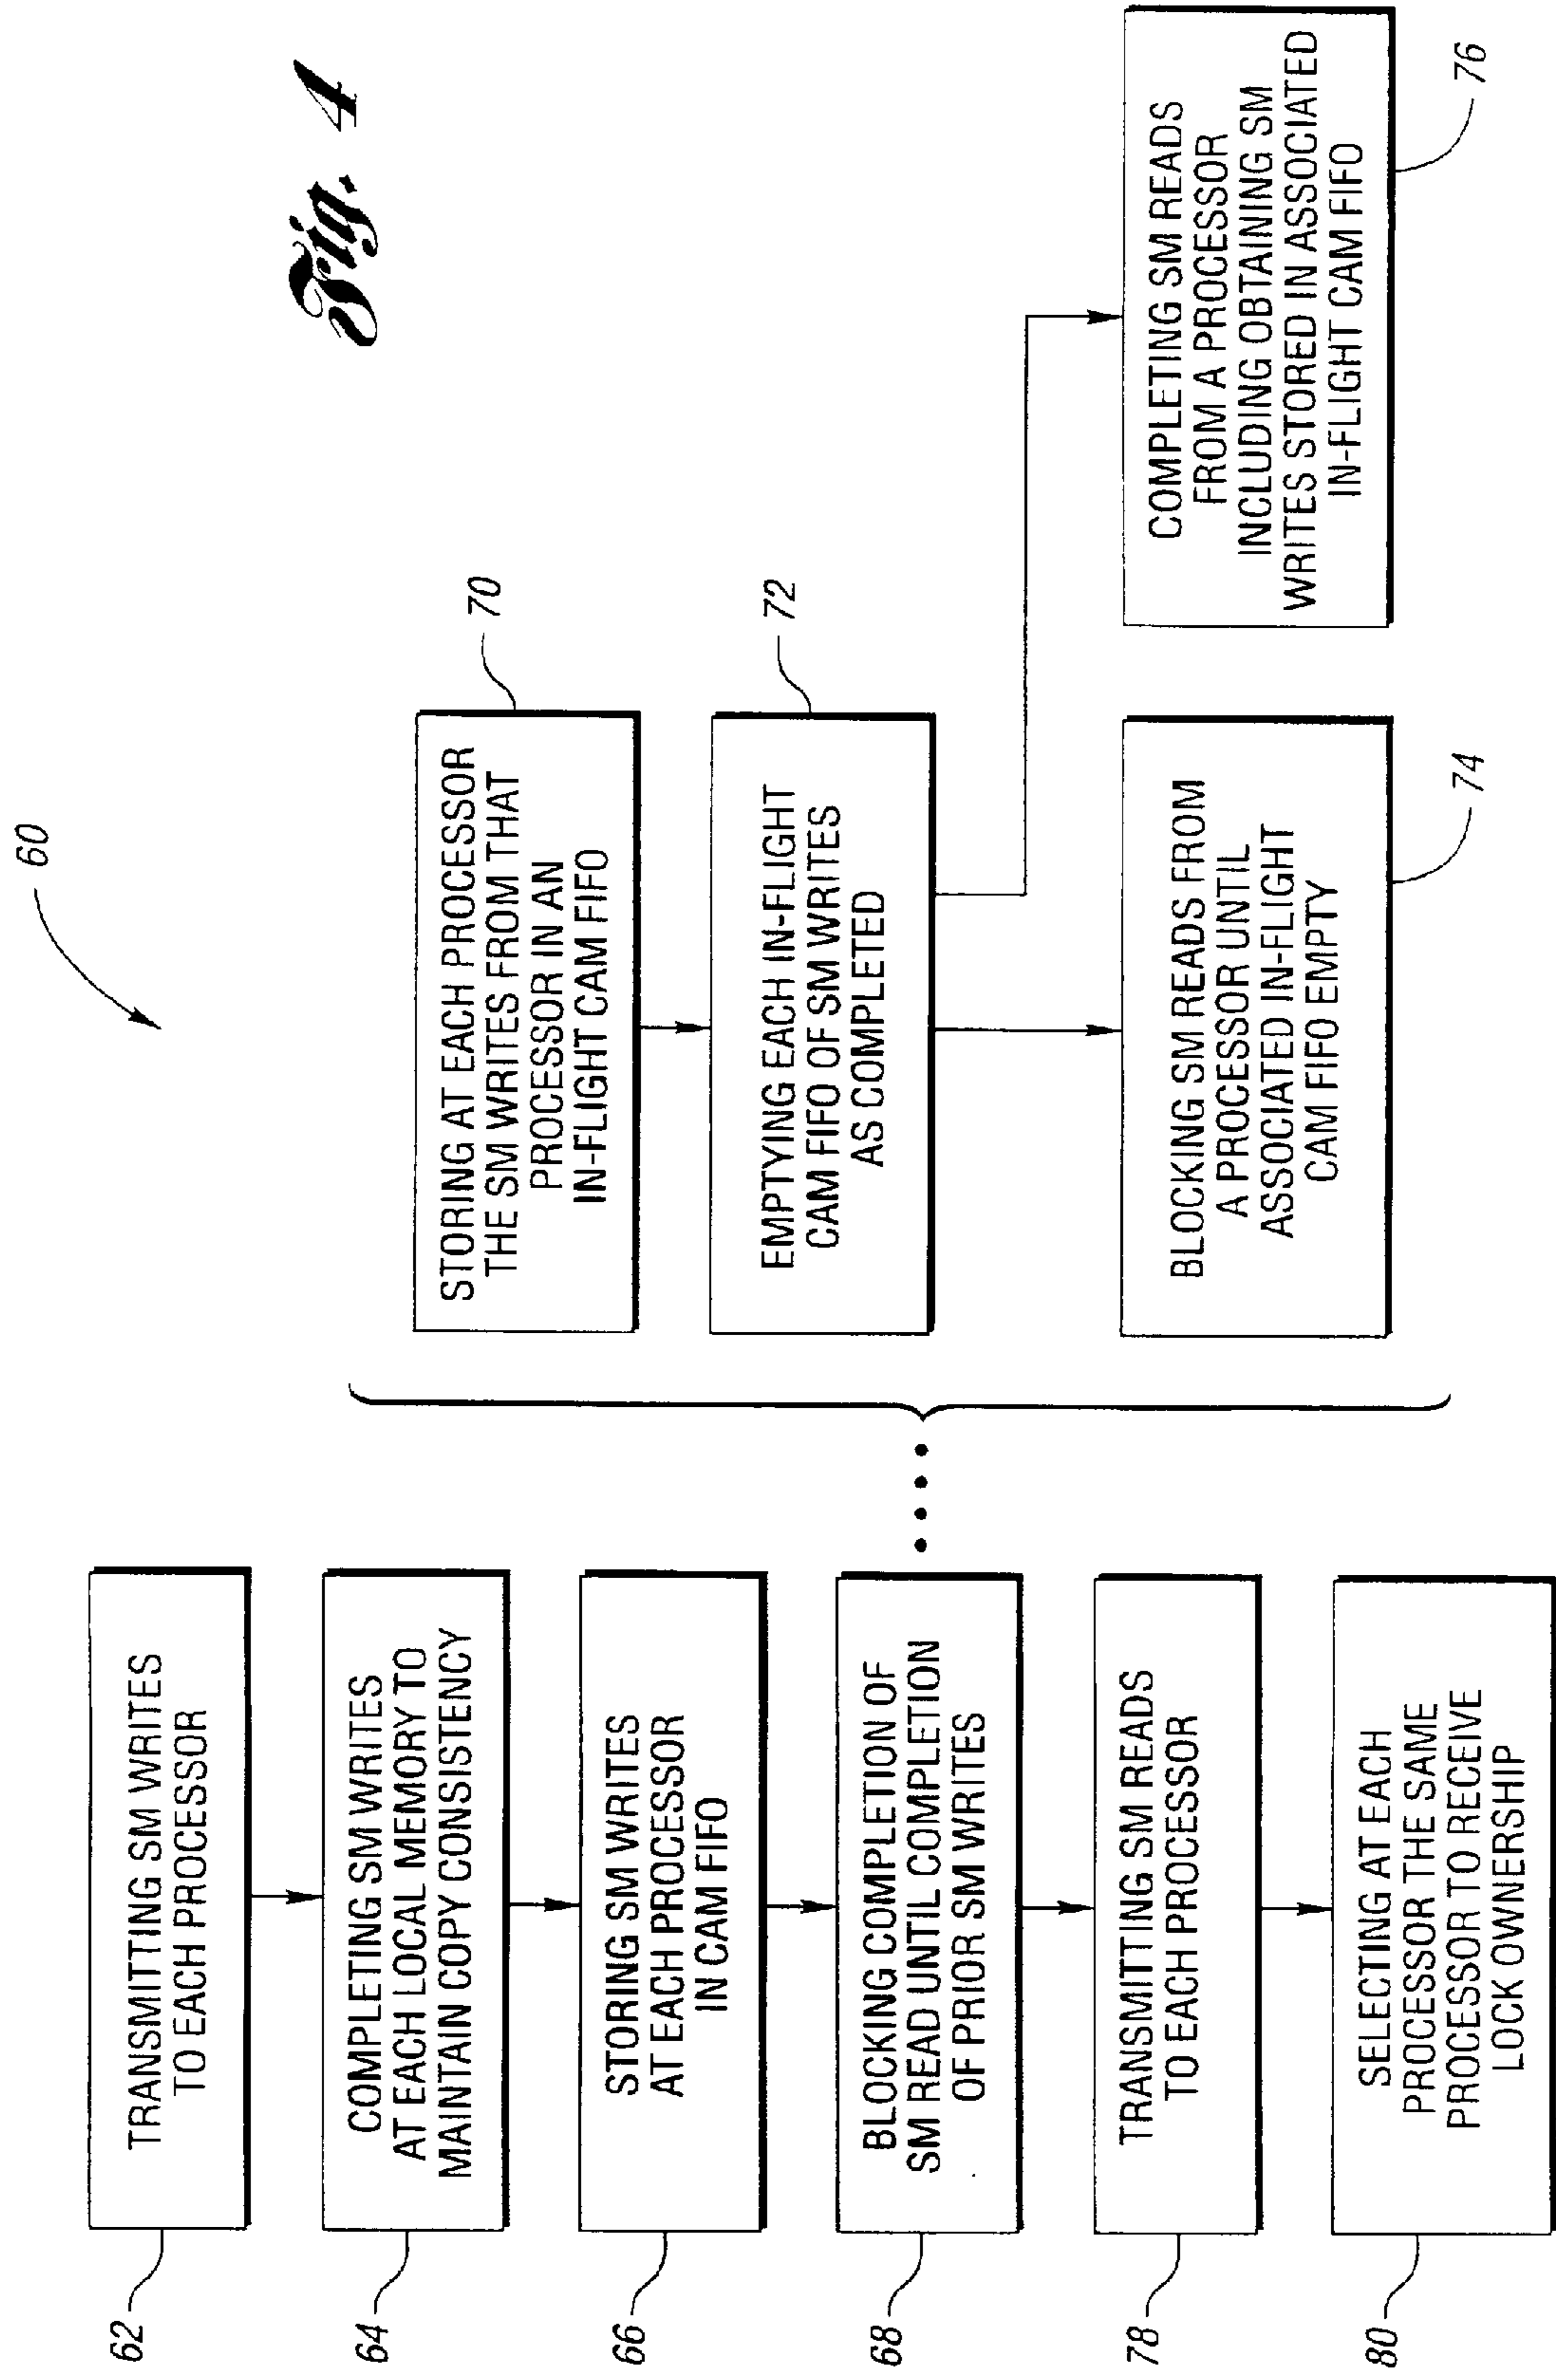 Fig. 4
60
62
TRANSMITTING SM WRITES
TO EACH PROCESSOR
64
COMPLETING SM WRITES
AT EACH LOCAL MEMORY TO
MAINTAIN COPY CONSISTENCY
66
STORING SM WRITES
AT EACH PROCESSOR
IN CAM FIFO
68
BLOCKING COMPLETION OF
SM READ UNTIL COMPLETION
OF PRIOR SM WRITES
78
TRANSMITTING SM READS
TO EACH PROCESSOR
80
SELECTING AT EACH
PROCESSOR THE SAME
PROCESSOR TO RECEIVE
LOCK OWNERSHIP
70
STORING AT EACH PROCESSOR
THE SM WRITES FROM THAT
PROCESSOR IN AN
IN-FLIGHT CAM FIFO
72
EMPTYING EACH IN-FLIGHT
CAM FIFO OF SM WRITES
AS COMPLETED
74
BLOCKING SM READS FROM
A PROCESSOR UNTIL
ASSOCIATED IN-FLIGHT
CAM FIFO EMPTY
76
COMPLETING SM READS
FROM A PROCESSOR
INCLUDING OBTAINING SM
WRITES STORED IN ASSOCIATED
IN-FLIGHT CAM FIFO